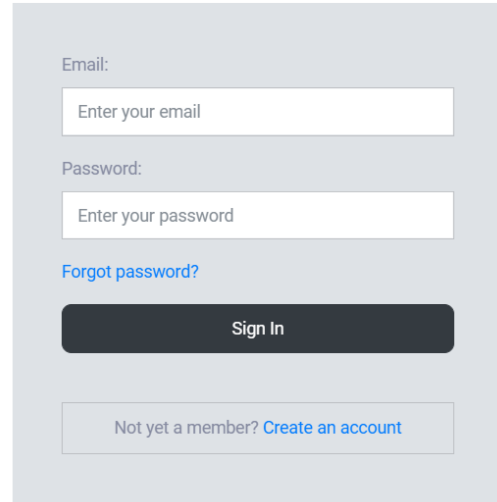 Email:
Enter your email
Password:
Enter your password
Forgot password?
Sign In
Not yet a member? Create an account